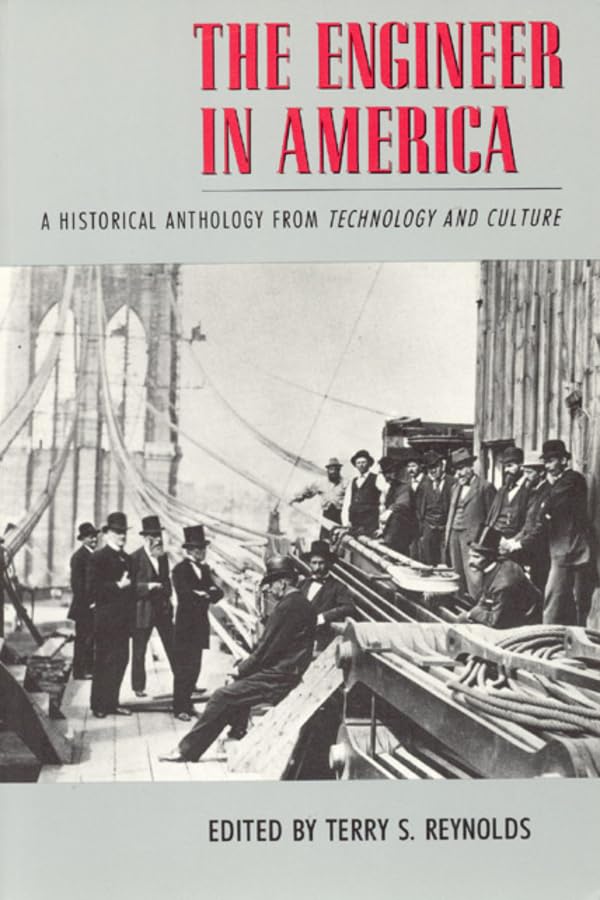 THE ENGINEER
IN AMERICA
A HISTORICAL ANTHOLOGY FROM TECHNOLOGY AND CULTURE
EDITED BY TERRY S. REYNOLDS